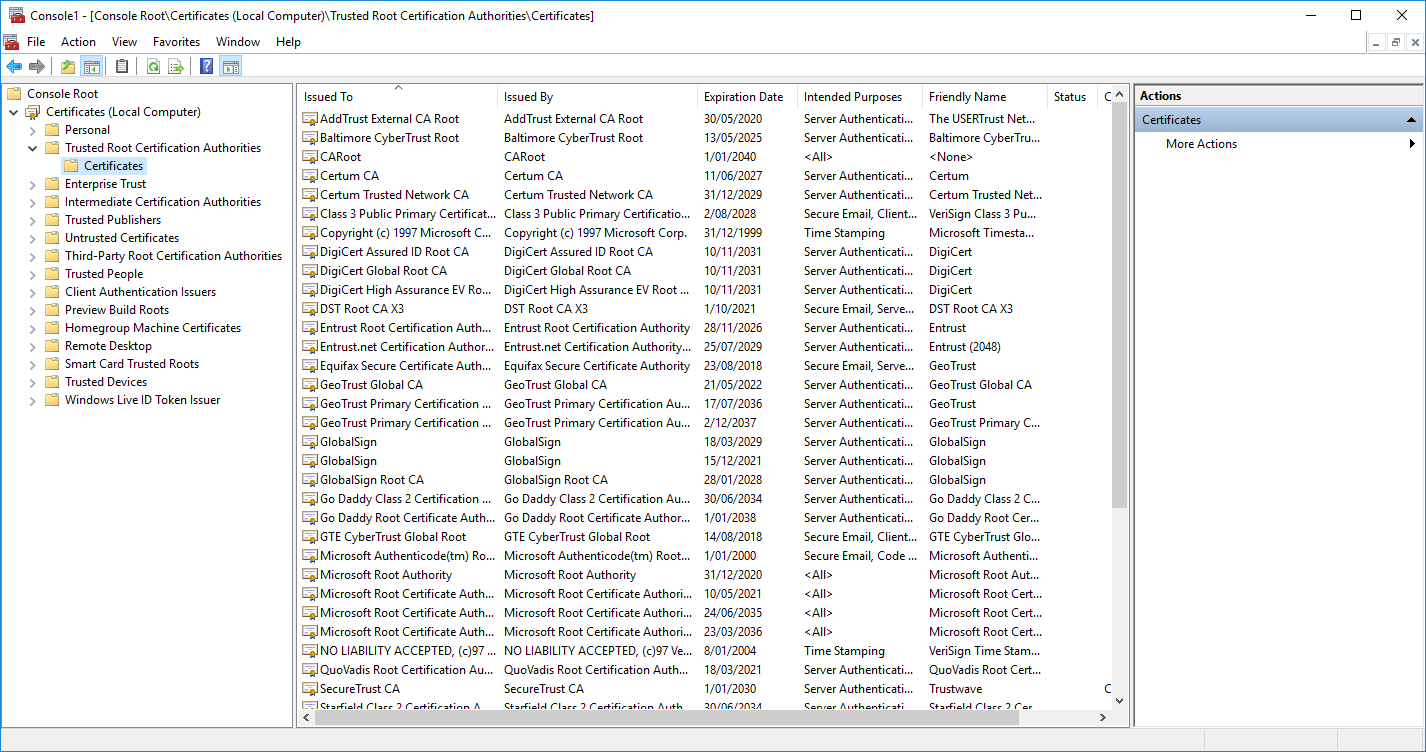 Console1 - [Console Root\Certificates (Local Computer)\Trusted Root Certification Authorities\Certificates]
File Action View Favorites Window Help
Console Root
Certificates (Local Computer)
Personal
Trusted Root Certification Authorities
Certificates
Enterprise Trust
Intermediate Certification Authorities
Trusted Publishers
Untrusted Certificates
Third-Party Root Certification Authorities
Trusted People
Client Authentication Issuers
Preview Build Roots
Homegroup Machine Certificates
Remote Desktop
Smart Card Trusted Roots
Trusted Devices
Windows Live ID Token Issuer
Issued To Issued By Expiration Date Intended Purposes Friendly Name Status C
AddTrust External CA Root AddTrust External CA Root 30/05/2020 Server Authenticati... The USERTrust Net...
Baltimore CyberTrust Root Baltimore CyberTrust Root 13/05/2025 Server Authenticati... Baltimore CyberTru...
CARoot CARoot 1/01/2040 <All> <None>
Certum CA Certum CA 11/06/2027 Server Authenticati... Certum
Certum Trusted Network CA Certum Trusted Network CA 31/12/2029 Server Authenticati... Certum Trusted Net...
Class 3 Public Primary Certificat... Class 3 Public Primary Certificatio... 2/08/2028 Secure Email, Client... VeriSign Class 3 Pu...
Copyright (c) 1997 Microsoft C... Copyright (c) 1997 Microsoft Corp. 31/12/1999 Time Stamping Microsoft Timesta...
DigiCert Assured ID Root CA DigiCert Assured ID Root CA 10/11/2031 Server Authenticati... DigiCert
DigiCert Global Root CA DigiCert Global Root CA 10/11/2031 Server Authenticati... DigiCert
DigiCert High Assurance EV Ro... DigiCert High Assurance EV Root ... 10/11/2031 Server Authenticati... DigiCert
DST Root CA X3 DST Root CA X3 1/10/2021 Secure Email, Serve... DST Root CA X3
Entrust Root Certification Auth... Entrust Root Certification Authority 28/11/2026 Server Authenticati... Entrust
Entrust.net Certification Author... Entrust.net Certification Authority... 25/07/2029 Server Authenticati... Entrust (2048)
Equifax Secure Certificate Auth... Equifax Secure Certificate Authority 23/08/2018 Secure Email, Serve... GeoTrust
GeoTrust Global CA GeoTrust Global CA 21/05/2022 Server Authenticati... GeoTrust Global CA
GeoTrust Primary Certification ... GeoTrust Primary Certification Au... 17/07/2036 Server Authenticati... GeoTrust
GeoTrust Primary Certification ... GeoTrust Primary Certification Au... 2/12/2037 Server Authenticati... GeoTrust Primary C...
GlobalSign GlobalSign 18/03/2029 Server Authenticati... GlobalSign
GlobalSign GlobalSign 15/12/2021 Server Authenticati... GlobalSign
GlobalSign Root CA GlobalSign Root CA 28/01/2028 Server Authenticati... GlobalSign
Go Daddy Class 2 Certification ... Go Daddy Class 2 Certification Au... 30/06/2034 Server Authenticati... Go Daddy Class 2 C...
Go Daddy Root Certificate Auth... Go Daddy Root Certificate Author... 1/01/2038 Server Authenticati... Go Daddy Root Cer...
GTE CyberTrust Global Root GTE CyberTrust Global Root 14/08/2018 Secure Email, Client... GTE CyberTrust Glo...
Microsoft Authenticode(tm) Ro... Microsoft Authenticode(tm) Root... 1/01/2000 Secure Email, Code ... Microsoft Authenti...
Microsoft Root Authority Microsoft Root Authority 31/12/2020 <All> Microsoft Root Aut...
Microsoft Root Certificate Auth... Microsoft Root Certificate Authori... 10/05/2021 <All> Microsoft Root Cert...
Microsoft Root Certificate Auth... Microsoft Root Certificate Authori... 24/06/2035 <All> Microsoft Root Cert...
Microsoft Root Certificate Auth... Microsoft Root Certificate Authori... 23/03/2036 <All> Microsoft Root Cert...
NO LIABILITY ACCEPTED, (c)97 ... NO LIABILITY ACCEPTED, (c)97 Ve... 8/01/2004 Time Stamping VeriSign Time Stam...
QuoVadis Root Certification Au... QuoVadis Root Certification Auth... 18/03/2021 Server Authenticati... QuoVadis Root Cert...
SecureTrust CA SecureTrust CA 1/01/2030 Server Authenticati... Trustwave C
Starfield Class 2 Certification A... Starfield Class 2 Certification Auth... 30/06/2034 Server Authenticati... Starfield Class 2 Cer...
Actions
Certificates
More Actions